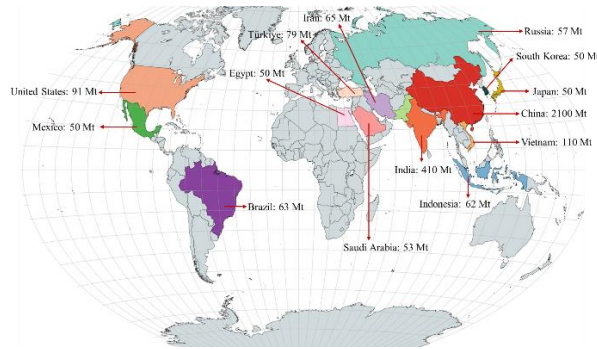 Iran: 65 Mt
Türkiye: 79 Mt
Russia: 57 Mt
South Korea: 50 Mt
Egypt: 50 Mt
United States: 91 Mt
Japan: 50 Mt
China: 2100 Mt
Mexico: 50 Mt
Vietnam: 110 Mt
India: 410 Mt
Indonesia: 62 Mt
Brazil: 63 Mt
Saudi Arabia: 53 Mt